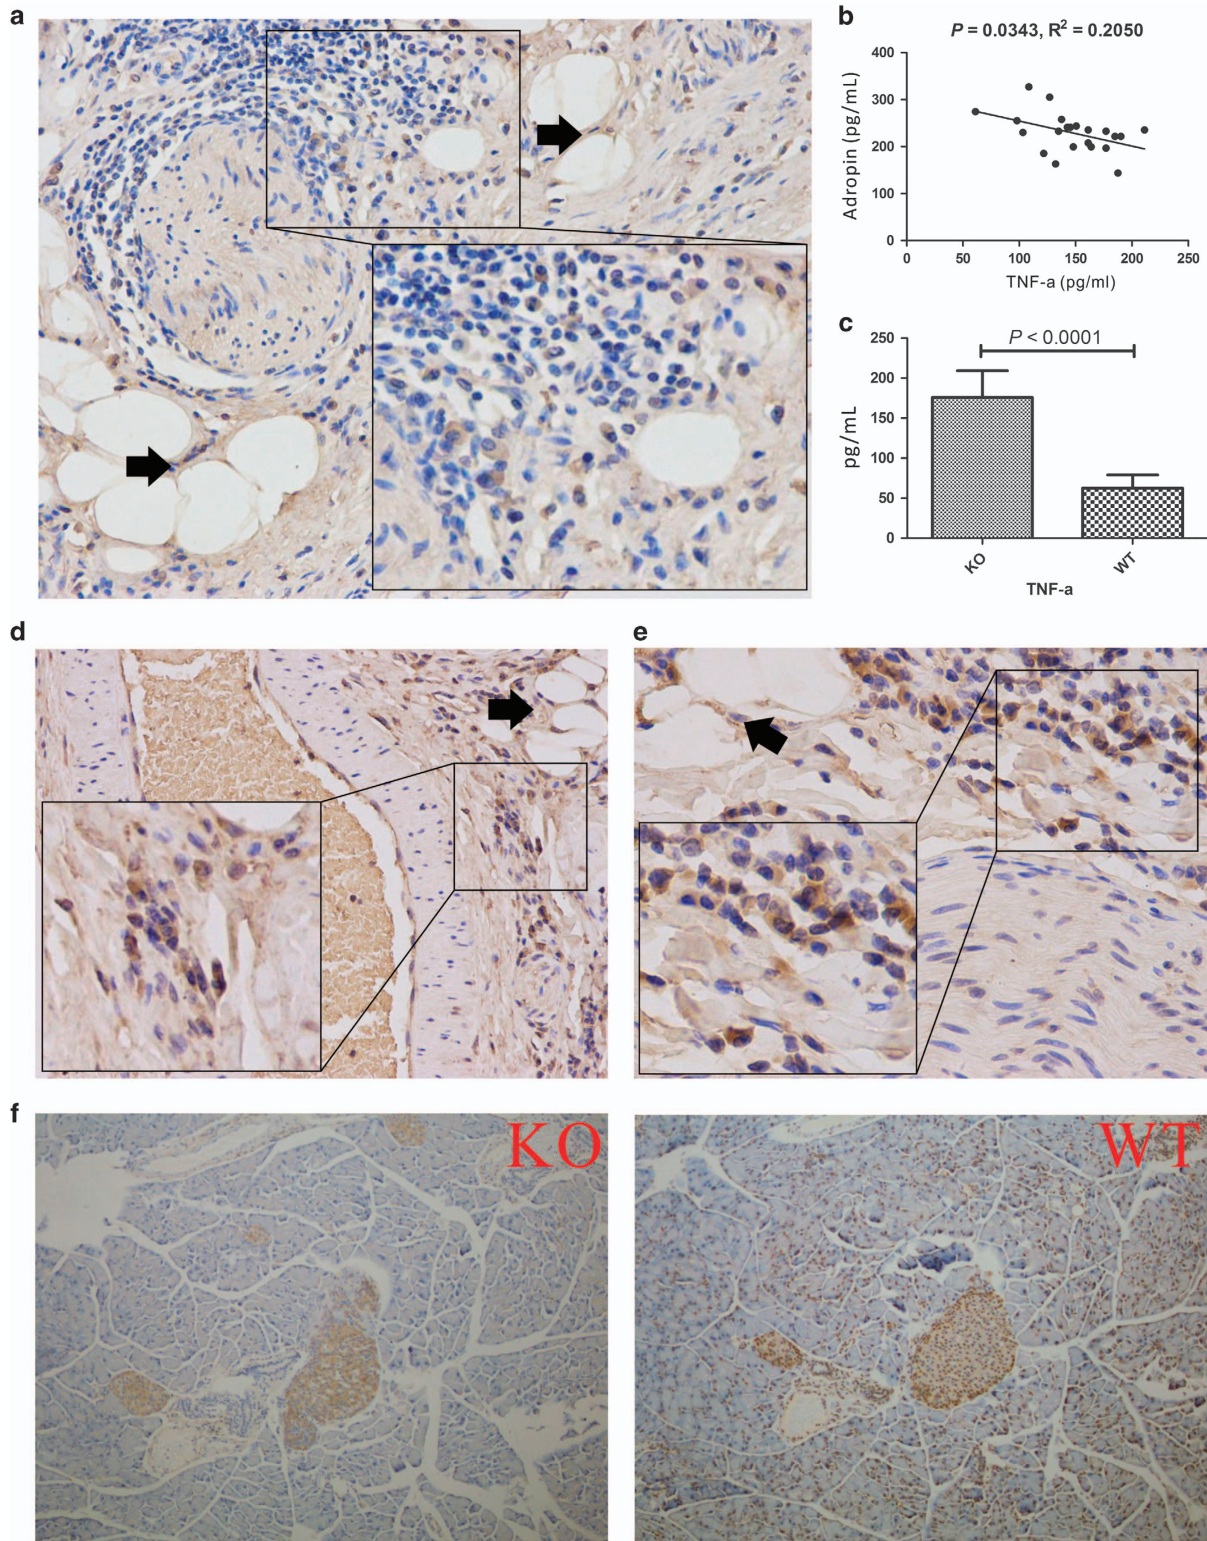 a
b
P = 0.0343, R² = 0.2050
400
300
200
100
0
Adropin (pg/mL)
0 50 100 150 200 250
TNF-a (pg/ml)
c
P < 0.0001
250
200
150
100
50
0
pg/mL
KO WT
TNF-a
d
e
f
KO
WT